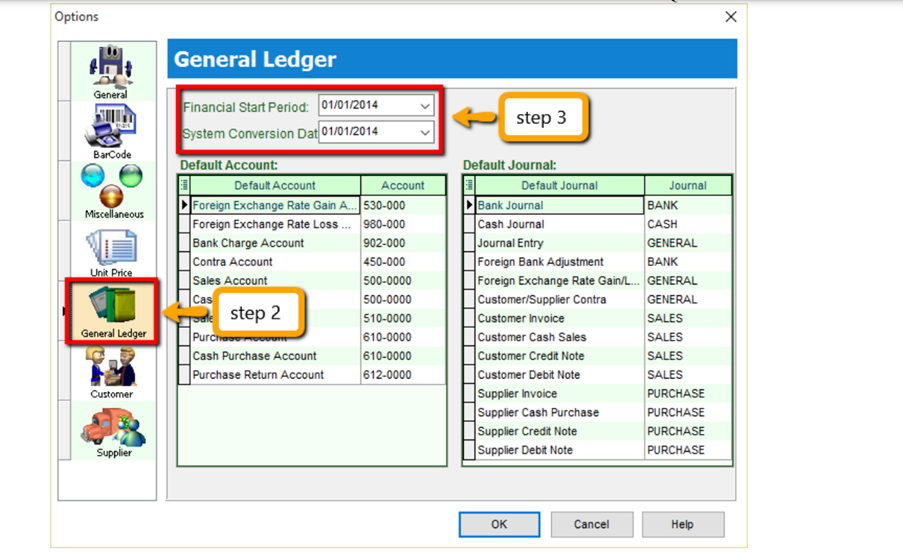 Options
General
BarCode
Miscellaneous
Unit Price
General Ledger
Customer
Supplier
General Ledger
Financial Start Period: 01/01/2014
System Conversion Dat 01/01/2014
step 3
step 2
Default Account:
Default Account Account
Foreign Exchange Rate Gain A... 530-000
Foreign Exchange Rate Loss ... 980-000
Bank Charge Account 902-000
Contra Account 450-000
Sales Account 500-0000
Cas 500-0000
Sale 510-0000
Purchase Account 610-0000
Cash Purchase Account 610-0000
Purchase Return Account 612-0000
Default Journal:
Default Journal Journal
Bank Journal BANK
Cash Journal CASH
Journal Entry GENERAL
Foreign Bank Adjustment BANK
Foreign Exchange Rate Gain/L... GENERAL
Customer/Supplier Contra GENERAL
Customer Invoice SALES
Customer Cash Sales SALES
Customer Credit Note SALES
Customer Debit Note SALES
Supplier Invoice PURCHASE
Supplier Cash Purchase PURCHASE
Supplier Credit Note PURCHASE
Supplier Debit Note PURCHASE
OK Cancel Help